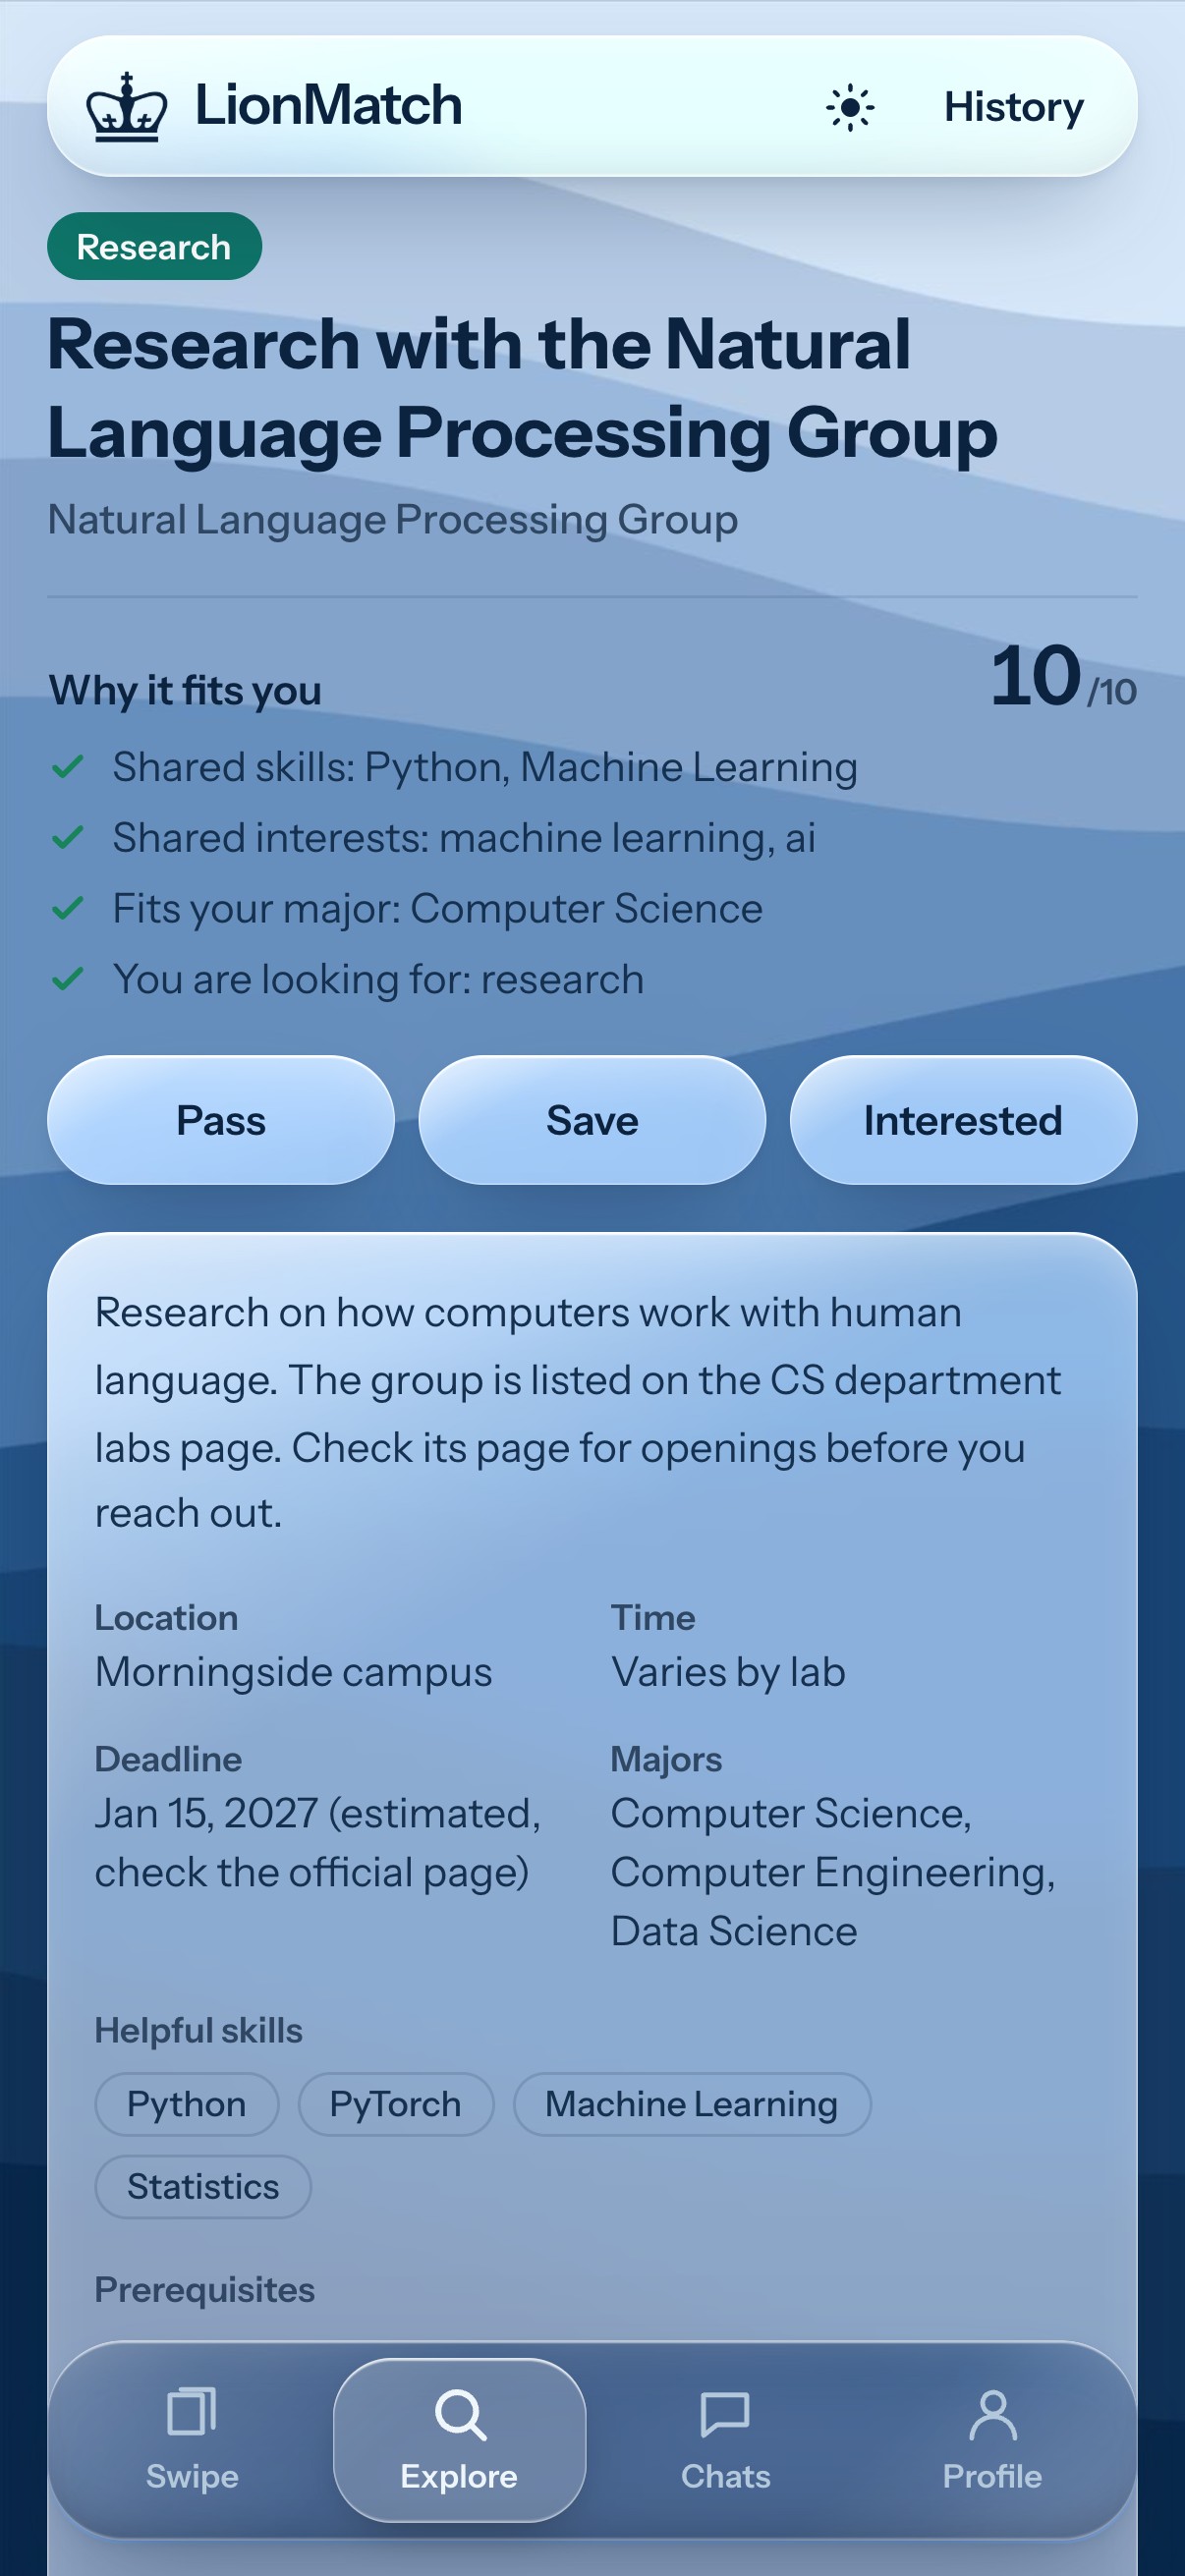 LionMatch
History
Research
Research with the Natural
Language Processing Group
Natural Language Processing Group
Why it fits you
10/10
Shared skills: Python, Machine Learning
Shared interests: machine learning, ai
Fits your major: Computer Science
You are looking for: research
Pass
Save
Interested
Research on how computers work with human
language. The group is listed on the CS department
labs page. Check its page for openings before you
reach out.
Location
Morningside campus
Time
Varies by lab
Deadline
Jan 15, 2027 (estimated,
check the official page)
Majors
Computer Science,
Computer Engineering,
Data Science
Helpful skills
Python
PyTorch
Machine Learning
Statistics
Prerequisites
Swipe
Explore
Chats
Profile